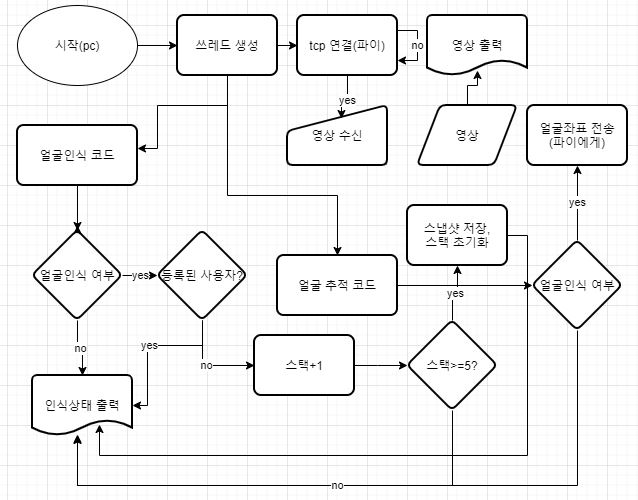 시작(pc)
쓰레드 생성
tcp 연결(파이)
no
영상 출력
yes
영상 수신
영상
얼굴좌표 전송
(파이에게)
얼굴인식 코드
yes
스냅샷 저장,
스택 초기화
얼굴인식 여부
yes
등록된 사용자?
얼굴 추적 코드
yes
얼굴인식 여부
no
yes
no
스택+1
스택>=5?
인식상태 출력
no